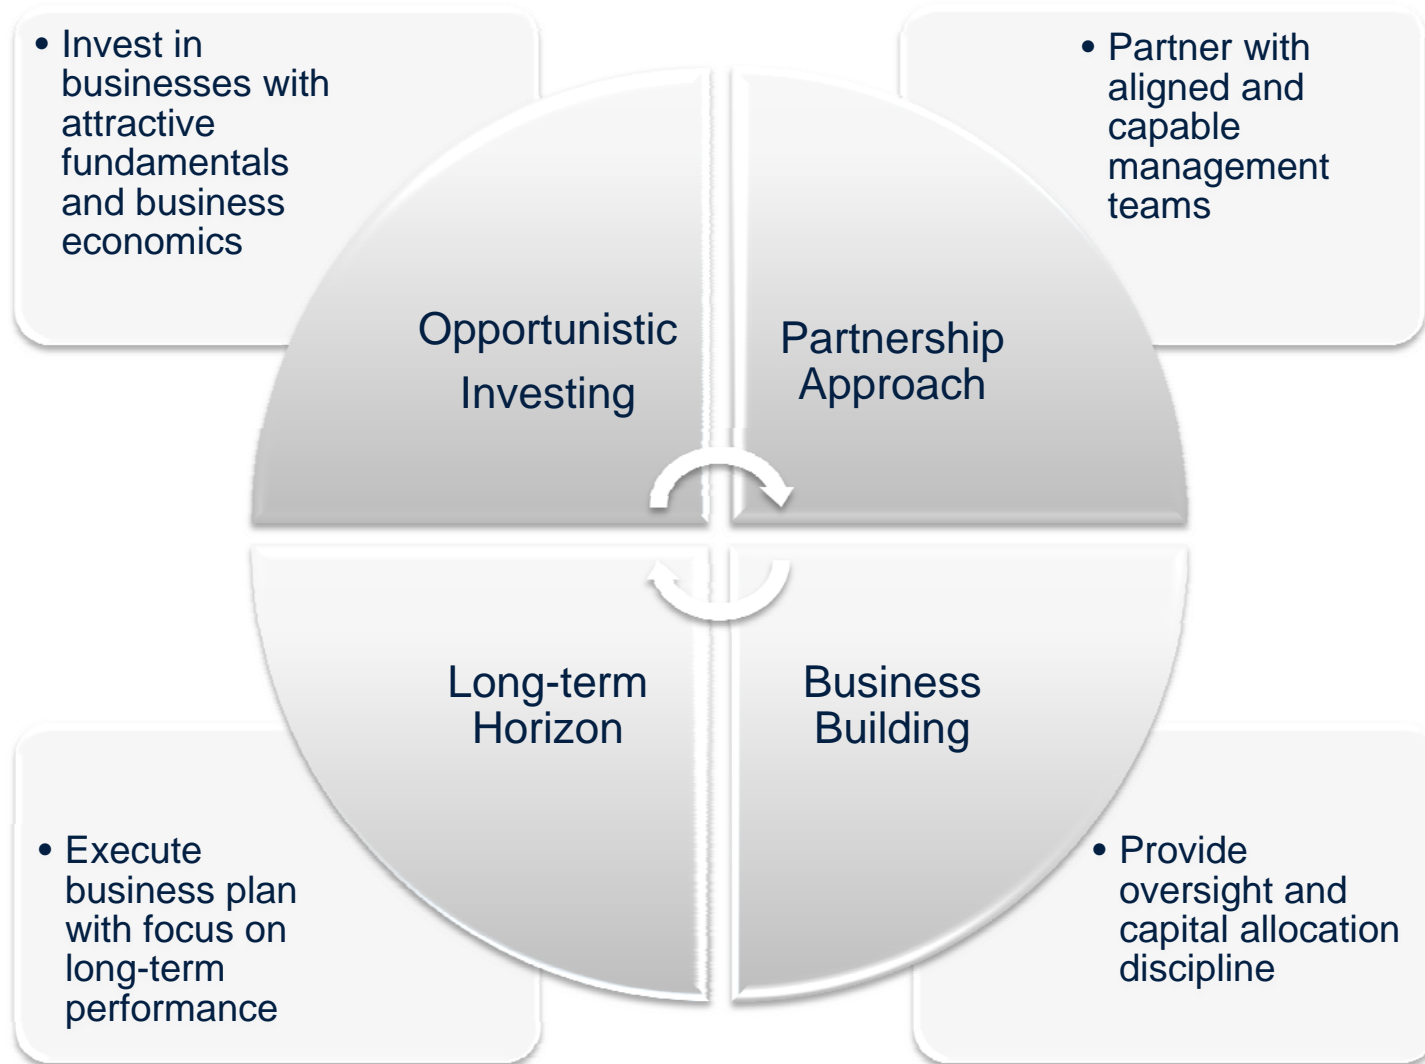 • Invest in
businesses with
attractive
fundamentals
and business
economics
• Partner with
aligned and
capable
management
teams
Opportunistic
Investing
Partnership
Approach
Long-term
Horizon
Business
Building
• Execute
business plan
with focus on
long-term
performance
• Provide
oversight and
capital allocation
discipline